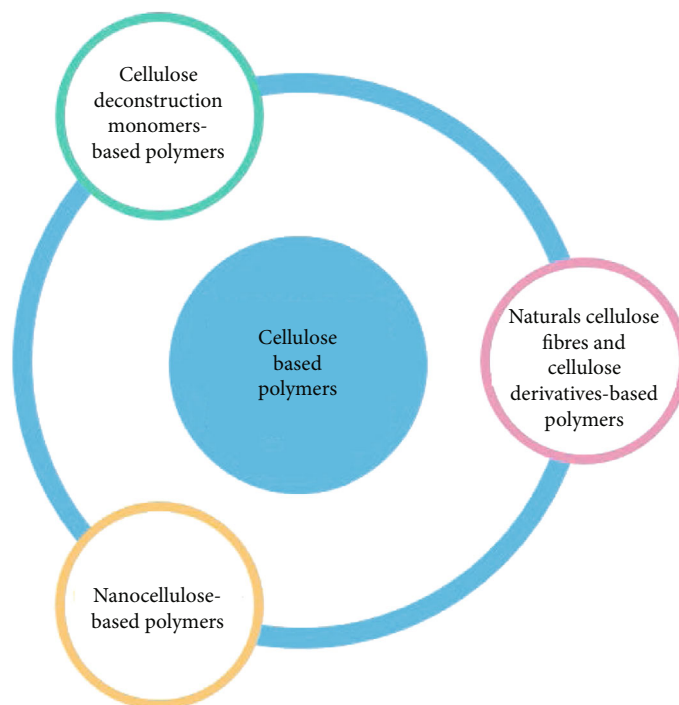 Cellulose
deconstruction
monomers-
based polymers
Cellulose
based
polymers
Naturals cellulose
fibres and
cellulose
derivatives-based
polymers
Nanocellulose-
based polymers